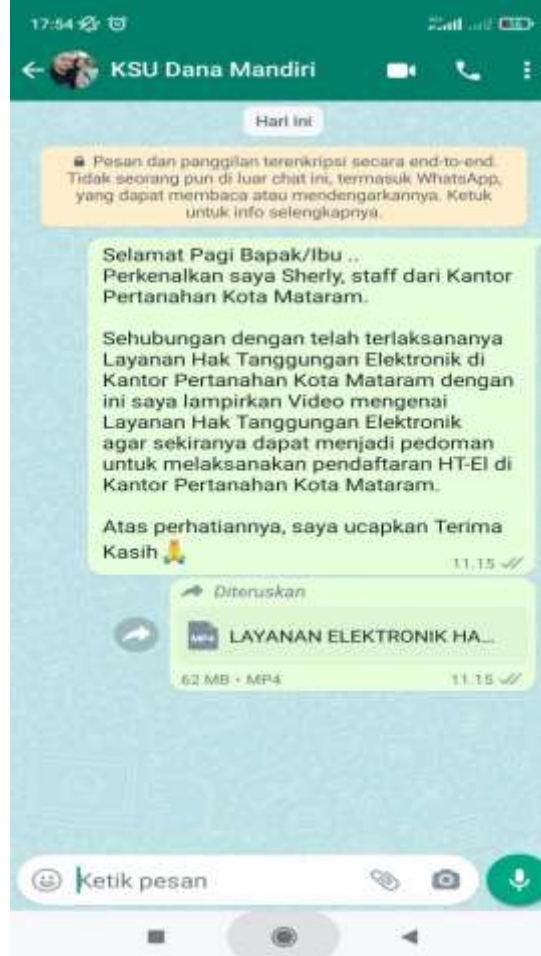 17:54
KSU Dana Mandiri
Hari ini
Pesan dan panggilan terenkripsi secara end-to-end.
Tidak seorang pun di luar chat ini, termasuk WhatsApp,
yang dapat membaca atau mendengarkannya. Ketuk
untuk info selengkapnya.
Selamat Pagi Bapak/Ibu ..
Perkenalkan saya Sherly, staff dari Kantor
Pertanahan Kota Mataram.
Sehubungan dengan telah terlaksananya
Layanan Hak Tanggungan Elektronik di
Kantor Pertanahan Kota Mataram dengan
ini saya lampirkan Video mengenai
Layanan Hak Tanggungan Elektronik
agar sekiranya dapat menjadi pedoman
untuk melaksanakan pendaftaran HT-El di
Kantor Pertanahan Kota Mataram.
Atas perhatiannya, saya ucapkan Terima
Kasih 🙏
11.15
Diteruskan
MP4
LAYANAN ELEKTRONIK HA...
62 MB • MP4
11.15
Ketik pesan